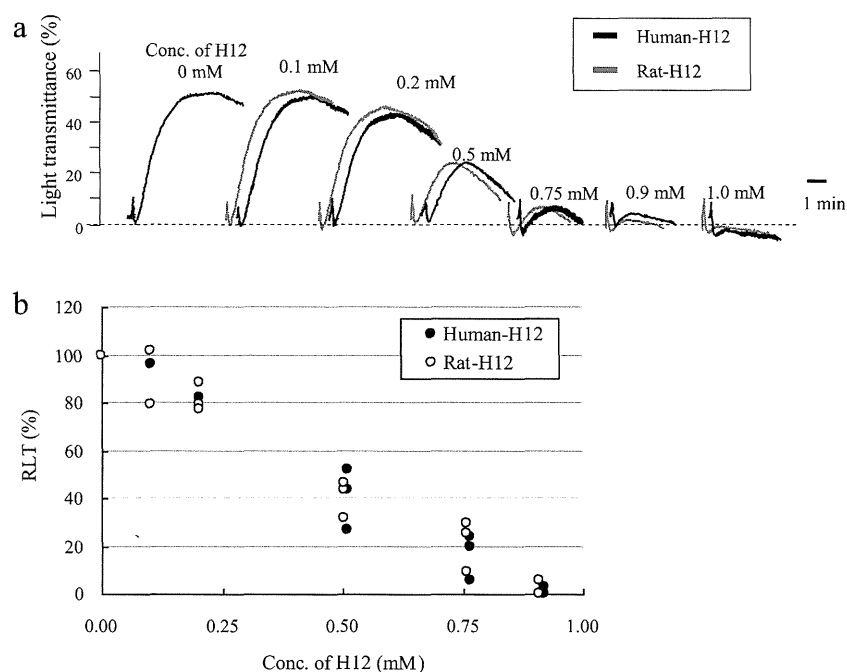 a
Light transmittance (%)
Conc. of H12
0 mM
0.1 mM
0.2 mM
0.5 mM
0.75 mM
0.9 mM
1.0 mM
Human-H12
Rat-H12
1 min
60
40
20
0
b
RLT (%)
120
100
80
60
40
20
0
Human-H12
Rat-H12
0.00
0.25
0.50
0.75
1.00
Conc. of H12 (mM)